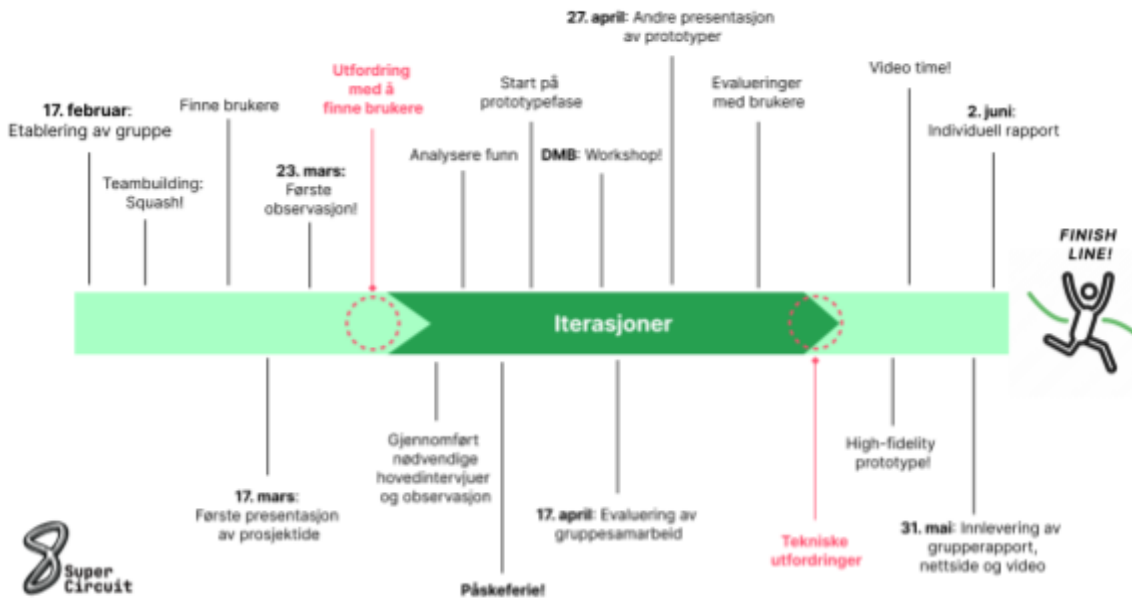 17. februar:
Etablering av gruppe
Teambuilding:
Squash!
Finne brukere
23. mars:
Første
observasjon!
Utfordring
med å
finne brukere
Analysere funn
Start på
prototypefase
DMB: Workshop!
27. april: Andre presentasjon
av prototyper
Evalueringer
med brukere
Video time!
2. juni:
Individuell rapport
FINISH
LINE!
Iterasjoner
17. mars:
Første presentasjon
av prosjektide
Gjennomført
nødvendige
hovedintervjuer
og observasjon
Påskeferie!
17. april: Evaluering av
gruppesamarbeid
Tekniske
utfordringer
High-fidelity
prototype!
31. mai: Innlevering av
grupperapport,
nettside og video
Super
Circuit